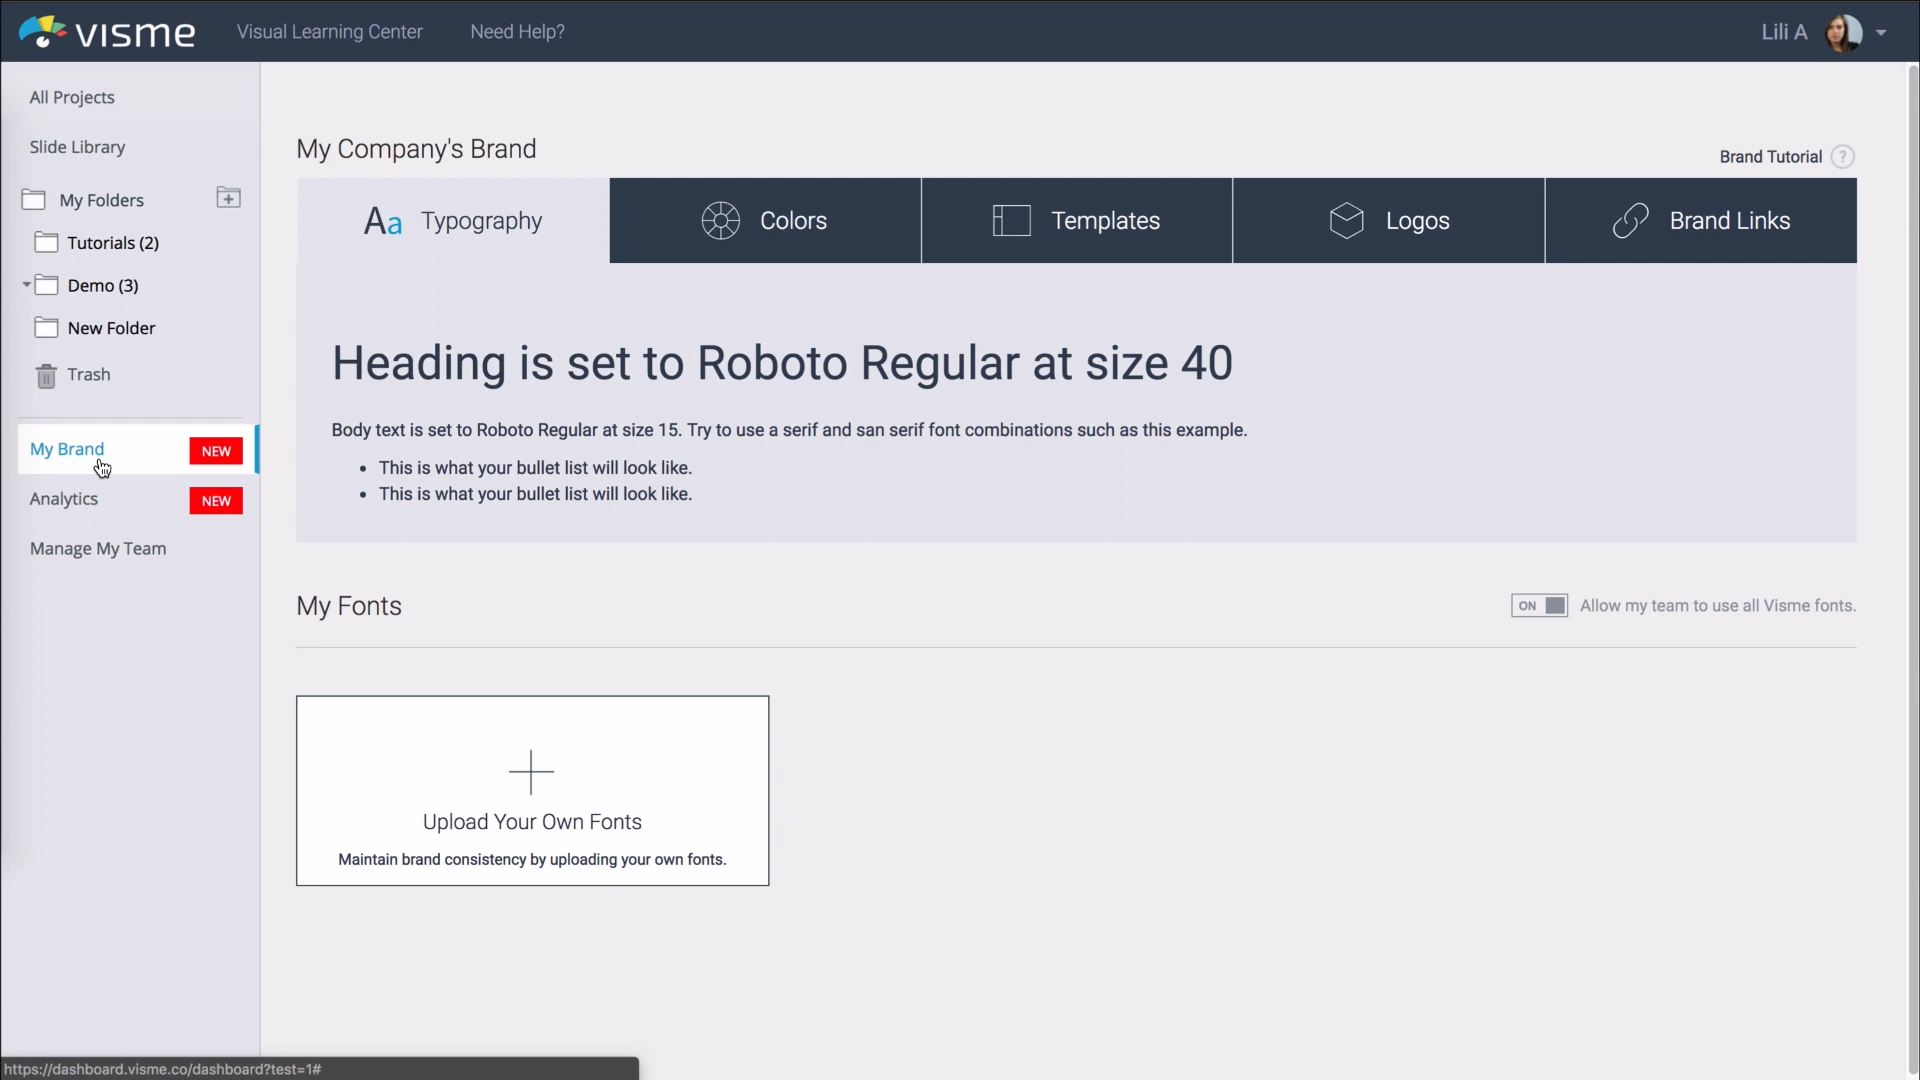 visme
Visual Learning Center
Need Help?
Lili A
All Projects
Slide Library
My Folders
Tutorials (2)
Demo (3)
New Folder
Trash
My Brand
NEW
Analytics
NEW
Manage My Team
My Company's Brand
Brand Tutorial ?
Aa Typography
Colors
Templates
Logos
Brand Links
Heading is set to Roboto Regular at size 40
Body text is set to Roboto Regular at size 15. Try to use a serif and san serif font combinations such as this example.
• This is what your bullet list will look like.
• This is what your bullet list will look like.
My Fonts
ON
Allow my team to use all Visme fonts.
Upload Your Own Fonts
Maintain brand consistency by uploading your own fonts.
https://dashboard.visme.co/dashboard?test=1#